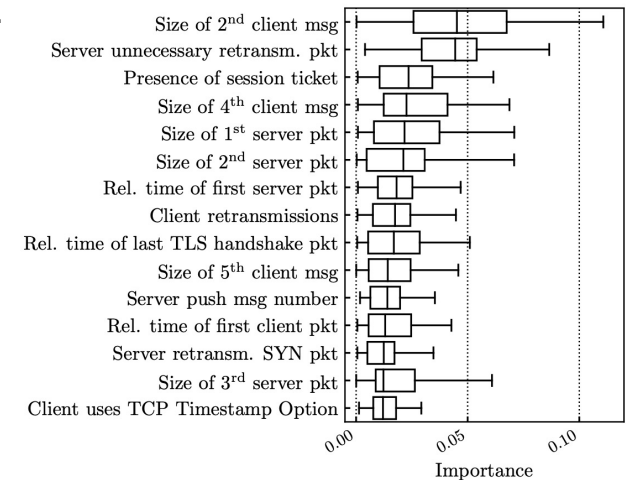 Size of 2nd client msg
Server unnecessary retransm. pkt
Presence of session ticket
Size of 4th client msg
Size of 1st server pkt
Size of 2nd server pkt
Rel. time of first server pkt
Client retransmissions
Rel. time of last TLS handshake pkt
Size of 5th client msg
Server push msg number
Rel. time of first client pkt
Server retransm. SYN pkt
Size of 3rd server pkt
Client uses TCP Timestamp Option
0.00 0.05 0.10
Importance